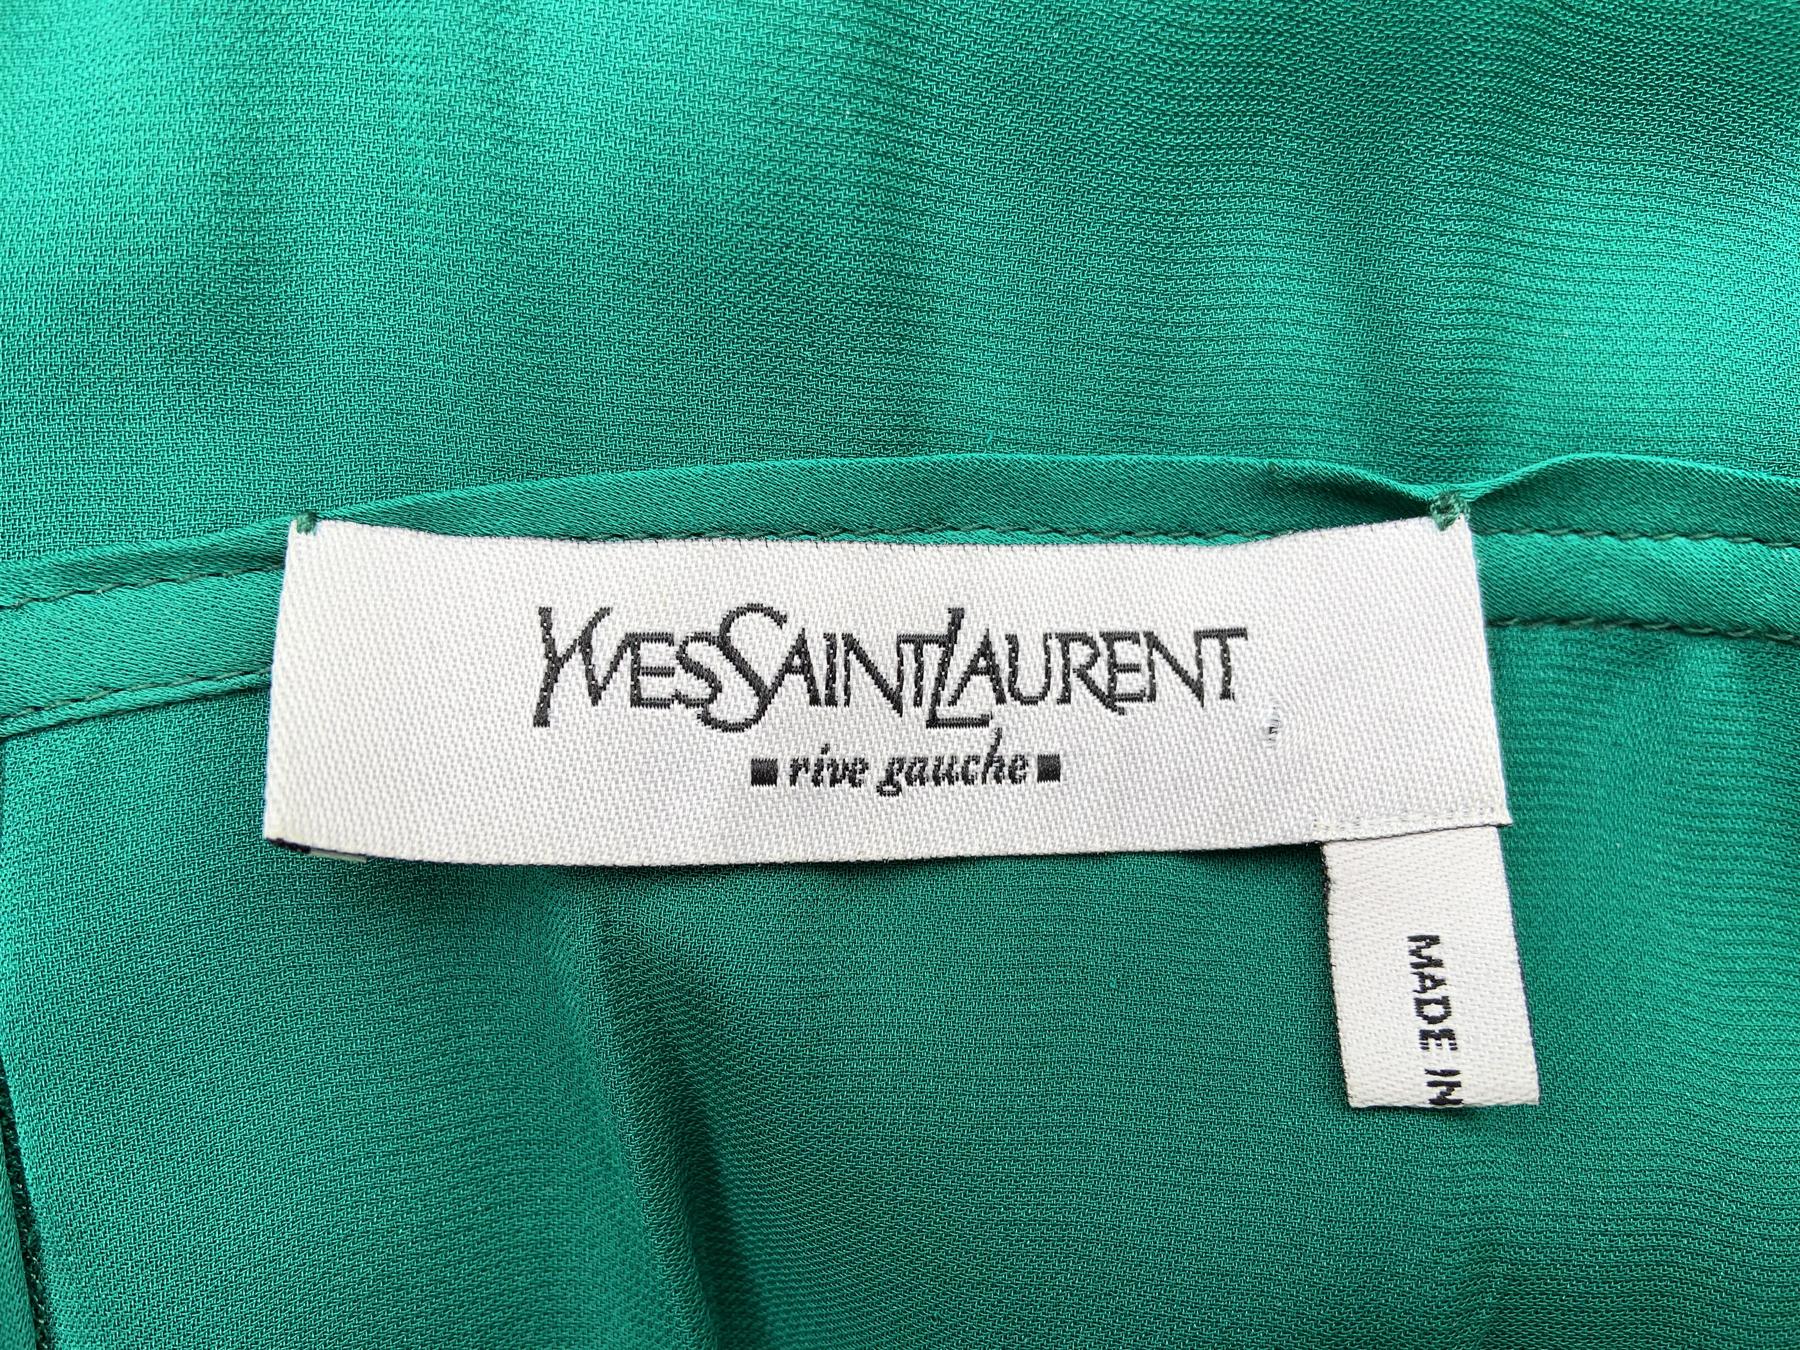 YVESSAINTLAURENT
rive gauche
MADE IN